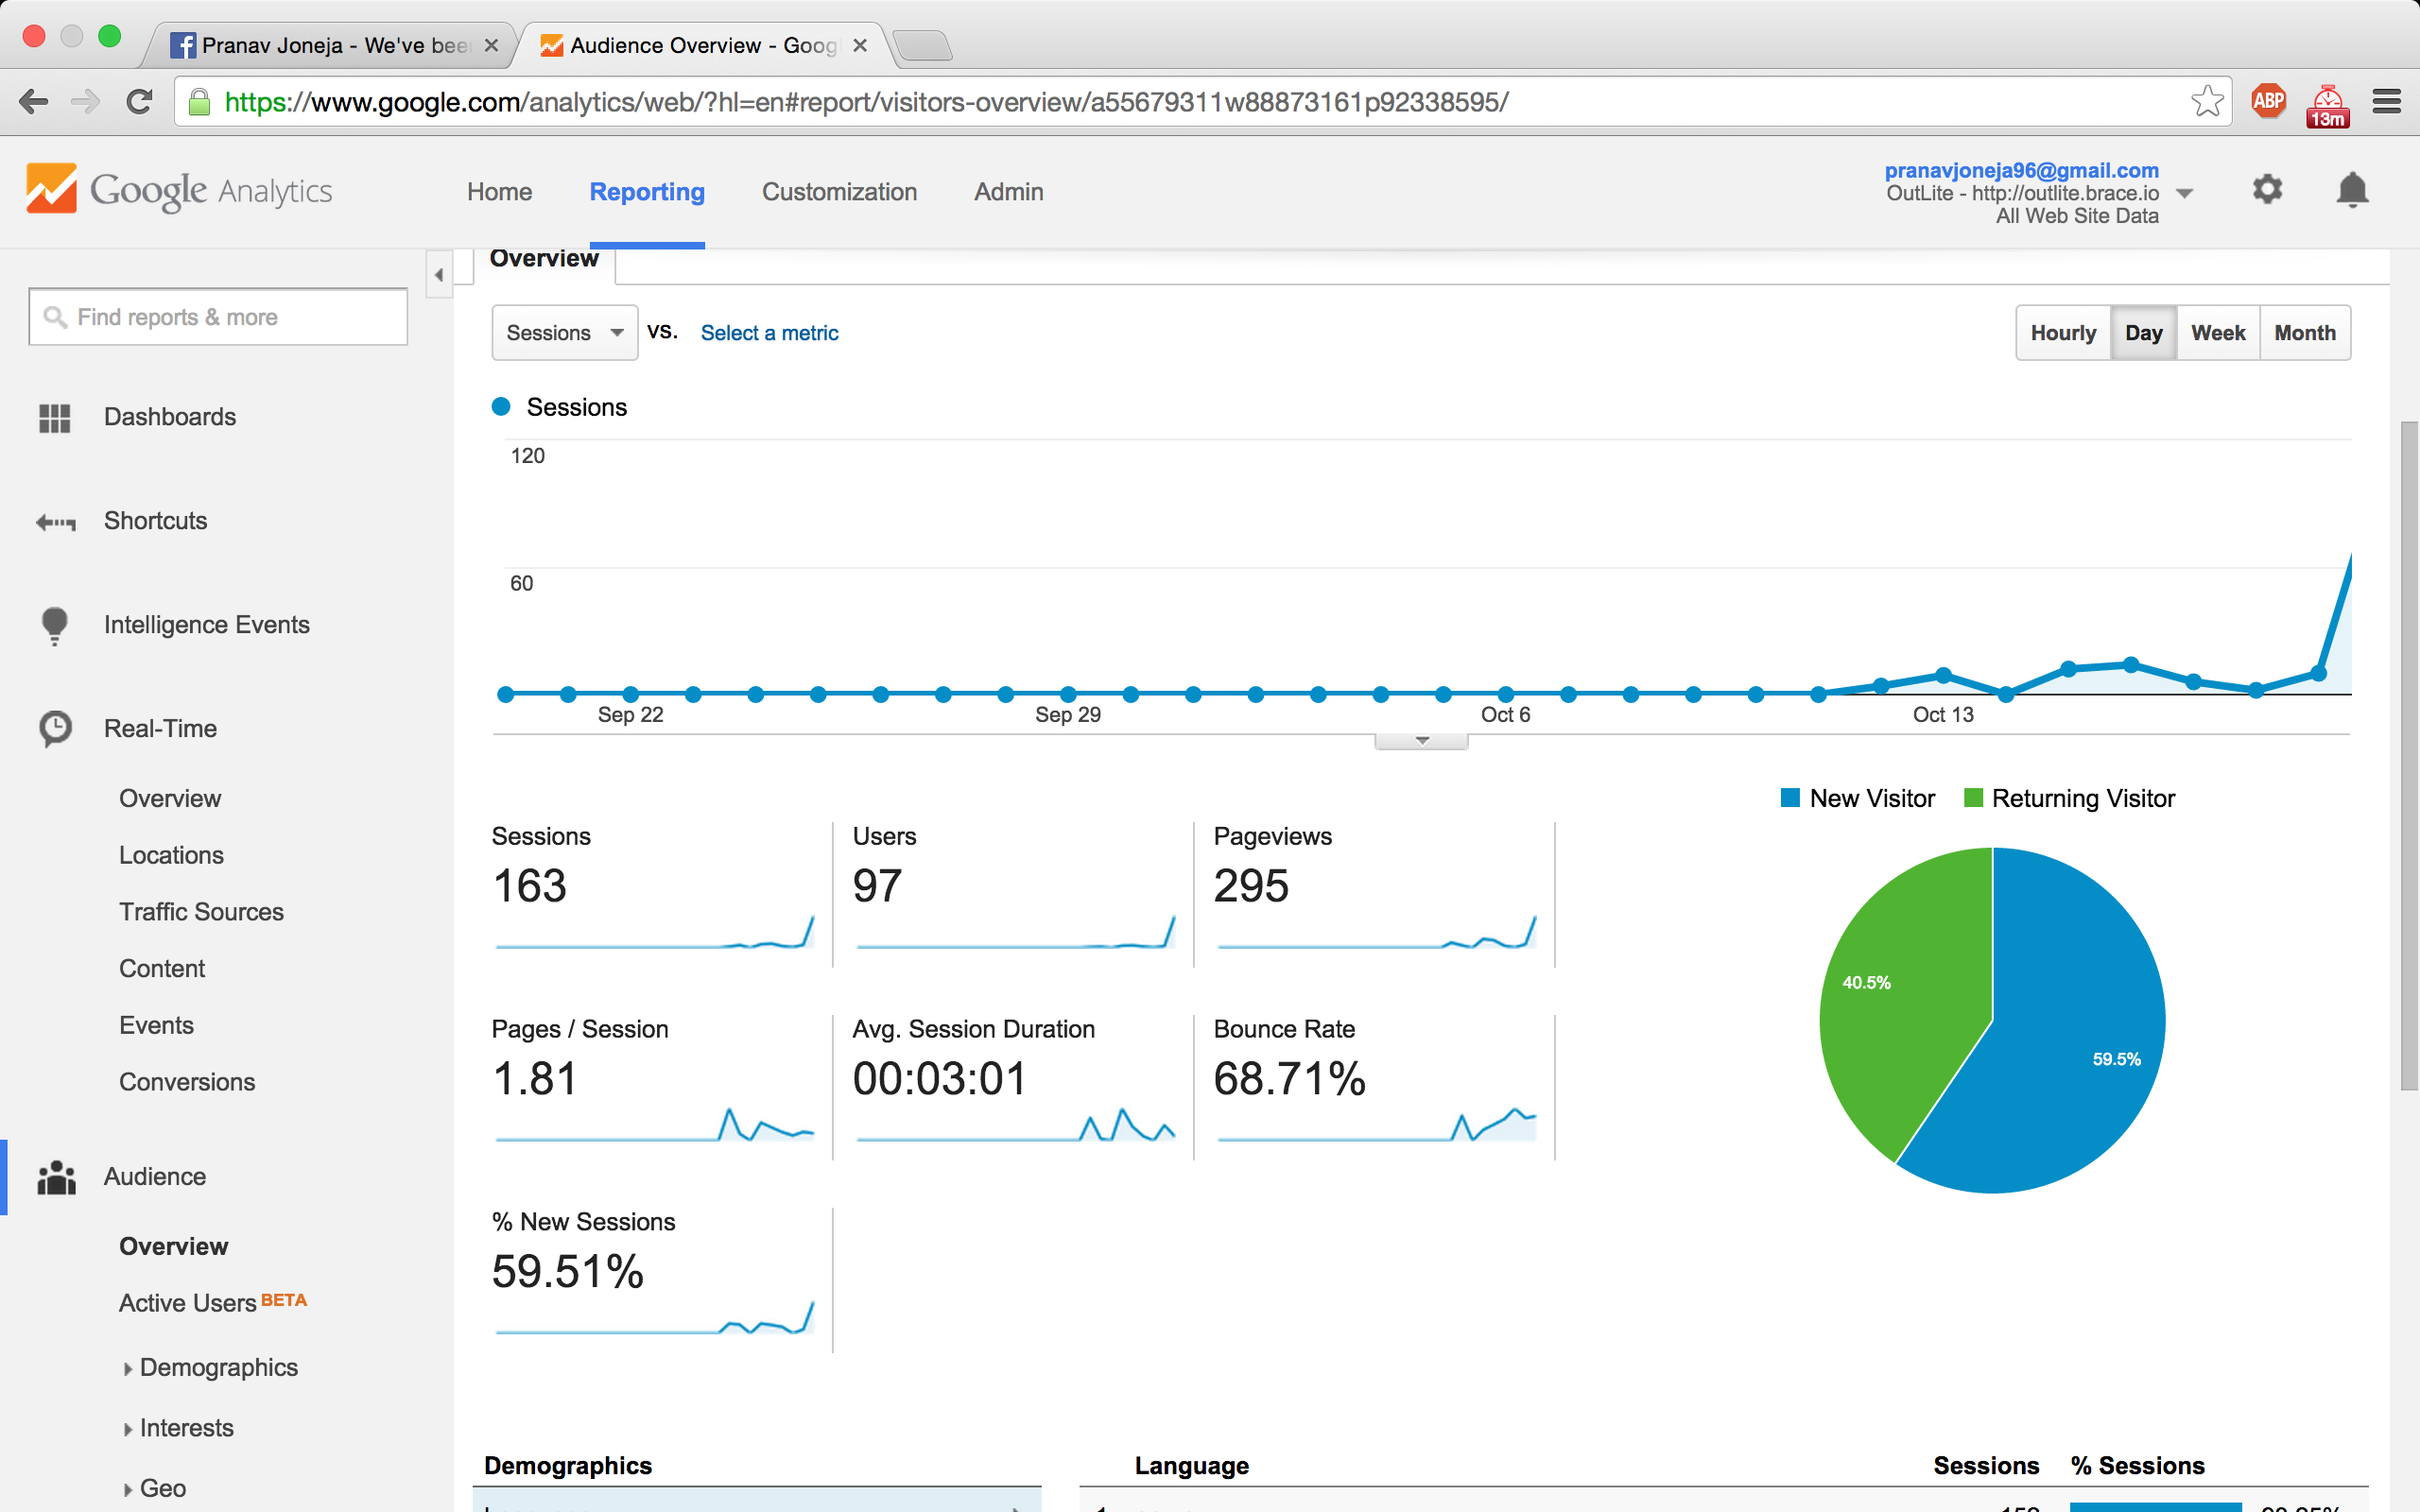 Pranav Joneja - We've bee
Audience Overview - Goog
https://www.google.com/analytics/web/?hl=en#report/visitors-overview/a55679311w88873161p92338595/
ABP
13m
Google Analytics
Home
Reporting
Customization
Admin
pranavjoneja96@gmail.com
OutLite - http://outlite.brace.io
All Web Site Data
Find reports & more
Dashboards
Shortcuts
Intelligence Events
Real-Time
Overview
Locations
Traffic Sources
Content
Events
Conversions
Audience
Overview
Active Users BETA
Demographics
Interests
Geo
Overview
Sessions
VS.
Select a metric
Hourly
Day
Week
Month
Sessions
120
60
Sep 22
Sep 29
Oct 6
Oct 13
New Visitor
Returning Visitor
40.5%
59.5%
Sessions
163
Users
97
Pageviews
295
Pages / Session
1.81
Avg. Session Duration
00:03:01
Bounce Rate
68.71%
% New Sessions
59.51%
Demographics
Language
Sessions
% Sessions